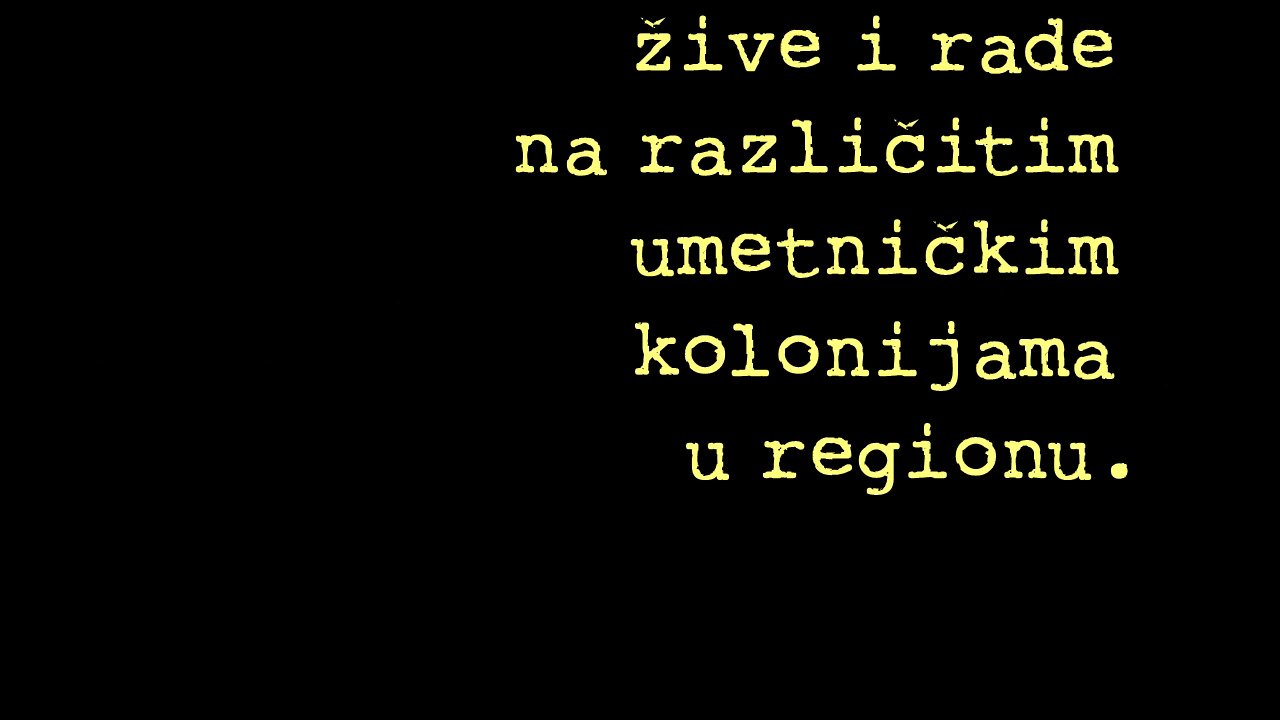 žive i rade
na različitim
umetničkim
kolonijama
u regionu.